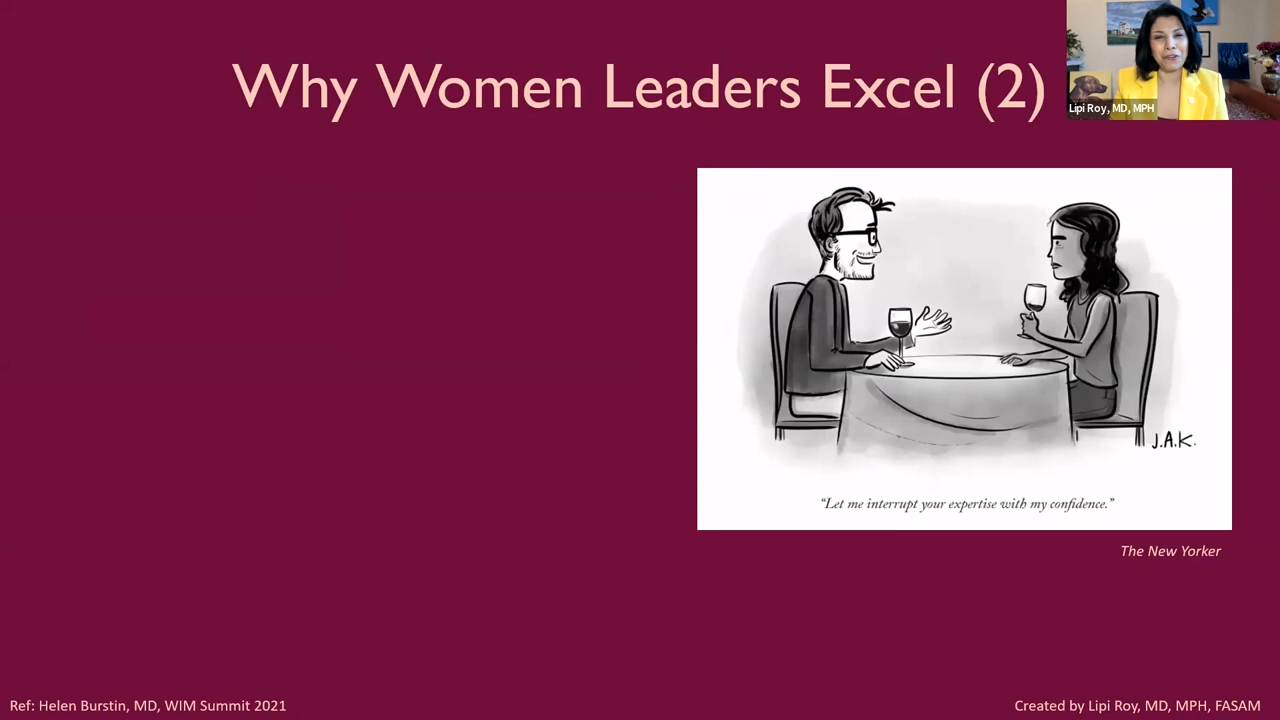 Why Women Leaders Excel (2)
Lipi Roy, MD, MPH
J.A.K.
“Let me interrupt your expertise with my confidence.”
The New Yorker
Ref: Helen Burstin, MD, WIM Summit 2021
Created by Lipi Roy, MD, MPH, FASAM